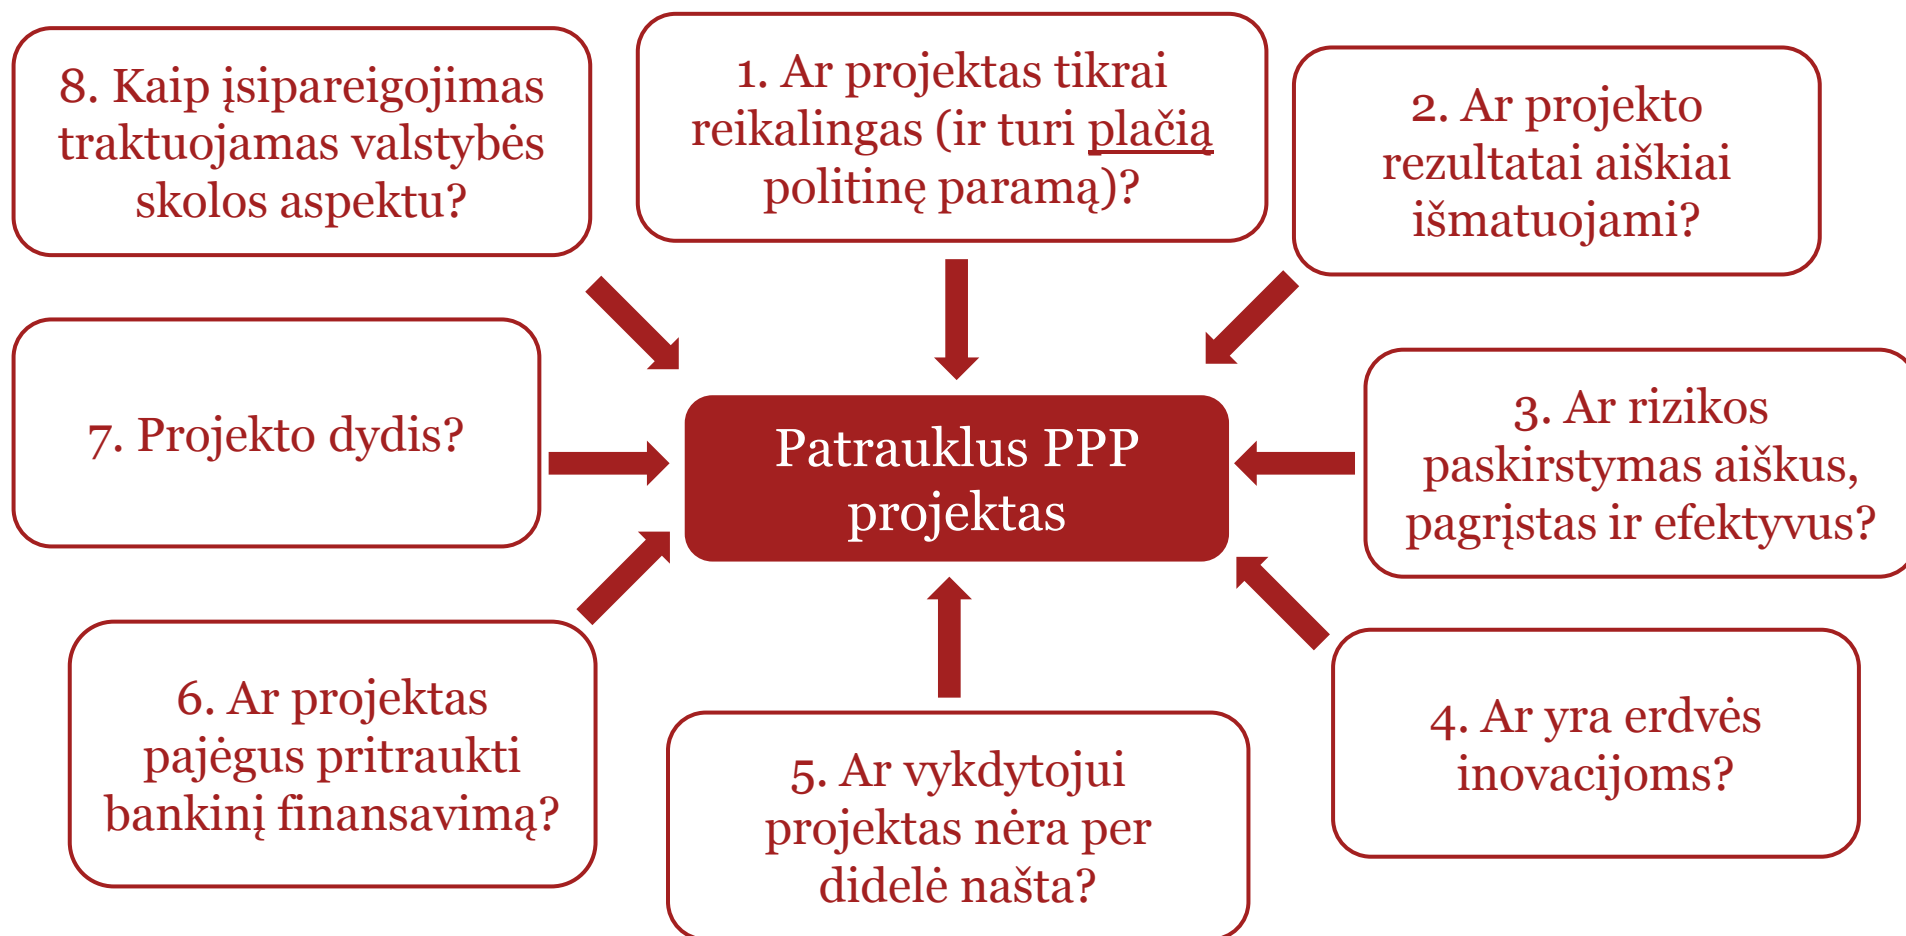 1. Ar projektas tikrai
reikalingas (ir turi plačią
politinę paramą)?
2. Ar projekto
rezultatai aiškiai
išmatuojami?
3. Ar rizikos
paskirstymas aiškus,
pagrįstas ir efektyvus?
4. Ar yra erdvės
inovacijoms?
5. Ar vykdytojui
projektas nėra per
didelė našta?
6. Ar projektas
pajėgus pritraukti
bankinį finansavimą?
7. Projekto dydis?
8. Kaip įsipareigojimas
traktuojamas valstybės
skolos aspektu?
Patrauklus PPP
projektas